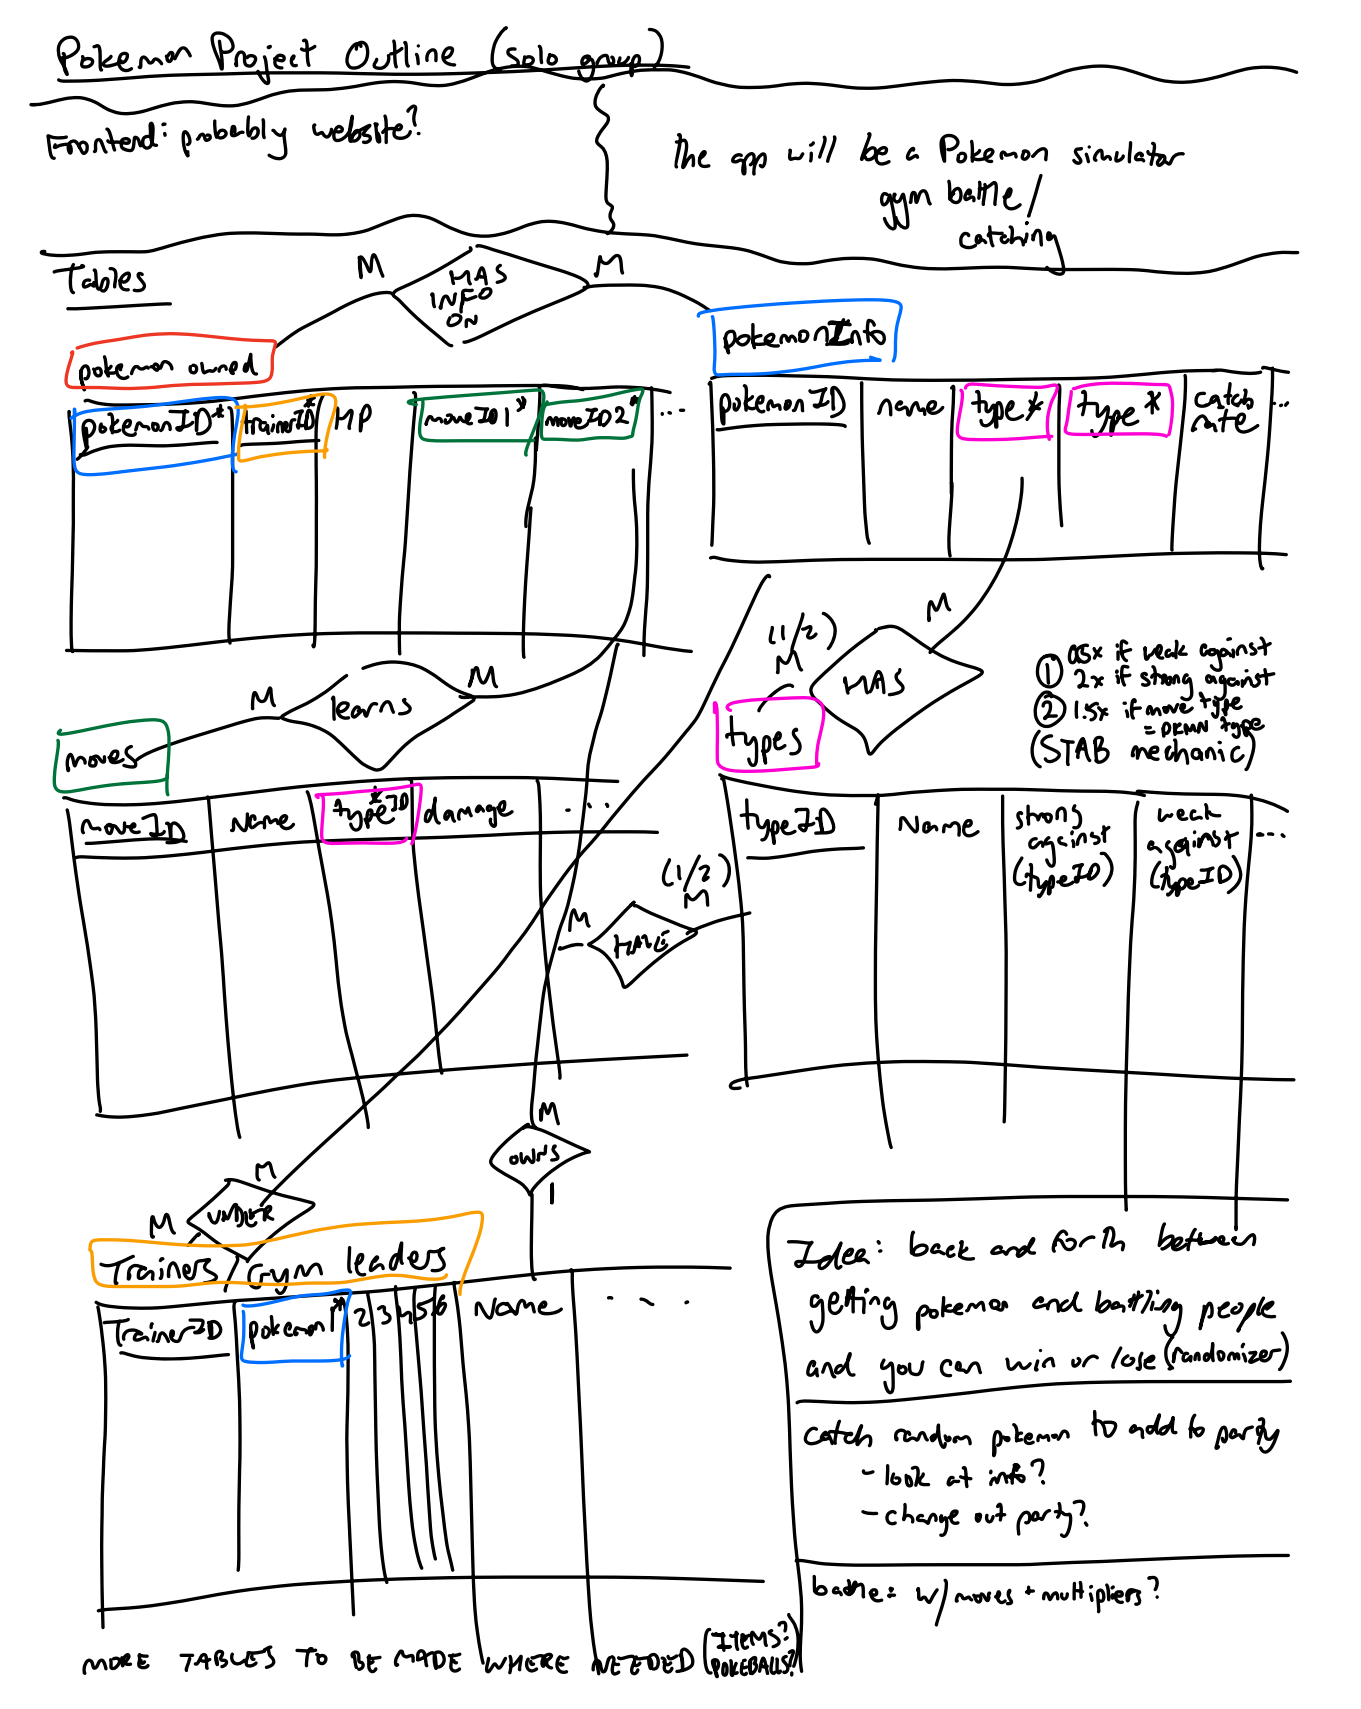 Pokemon Project Outline (solo group)
Frontend: probably website?
the app will be a Pokemon simulator
gym battle/
catching
Tables
M
HAS
INFO
ON
M
pokemon owned
pokemonInfo
pokemonID* trainerID* HP moveID1* moveID2* ...
pokemonID name type* type* catch rate ...
M
learns
M
moves
(1/2)
M
HAS
M
types
① 0.5x if weak against
2x if strong against
② 1.5x if move type
= PKMN type
(STAB mechanic)
moveID Name type*ID damage ...
typeID Name strong against (typeID) weak against (typeID) ...
(1/2)
M
HAVE
M
M
OWNS
1
M
UNDER
M
Trainers/Gym leaders
TrainerID pokemon1* 2 3 4 5 6 Name ...
Idea: back and forth between
getting pokemon and battling people
and you can win or lose (randomizer)
catch random pokemon to add to party
- look at info?
- change out party?
battle: w/ moves + multipliers?
MORE TABLES TO BE MADE WHERE NEEDED (ITEMS?
POKEBALLS?)